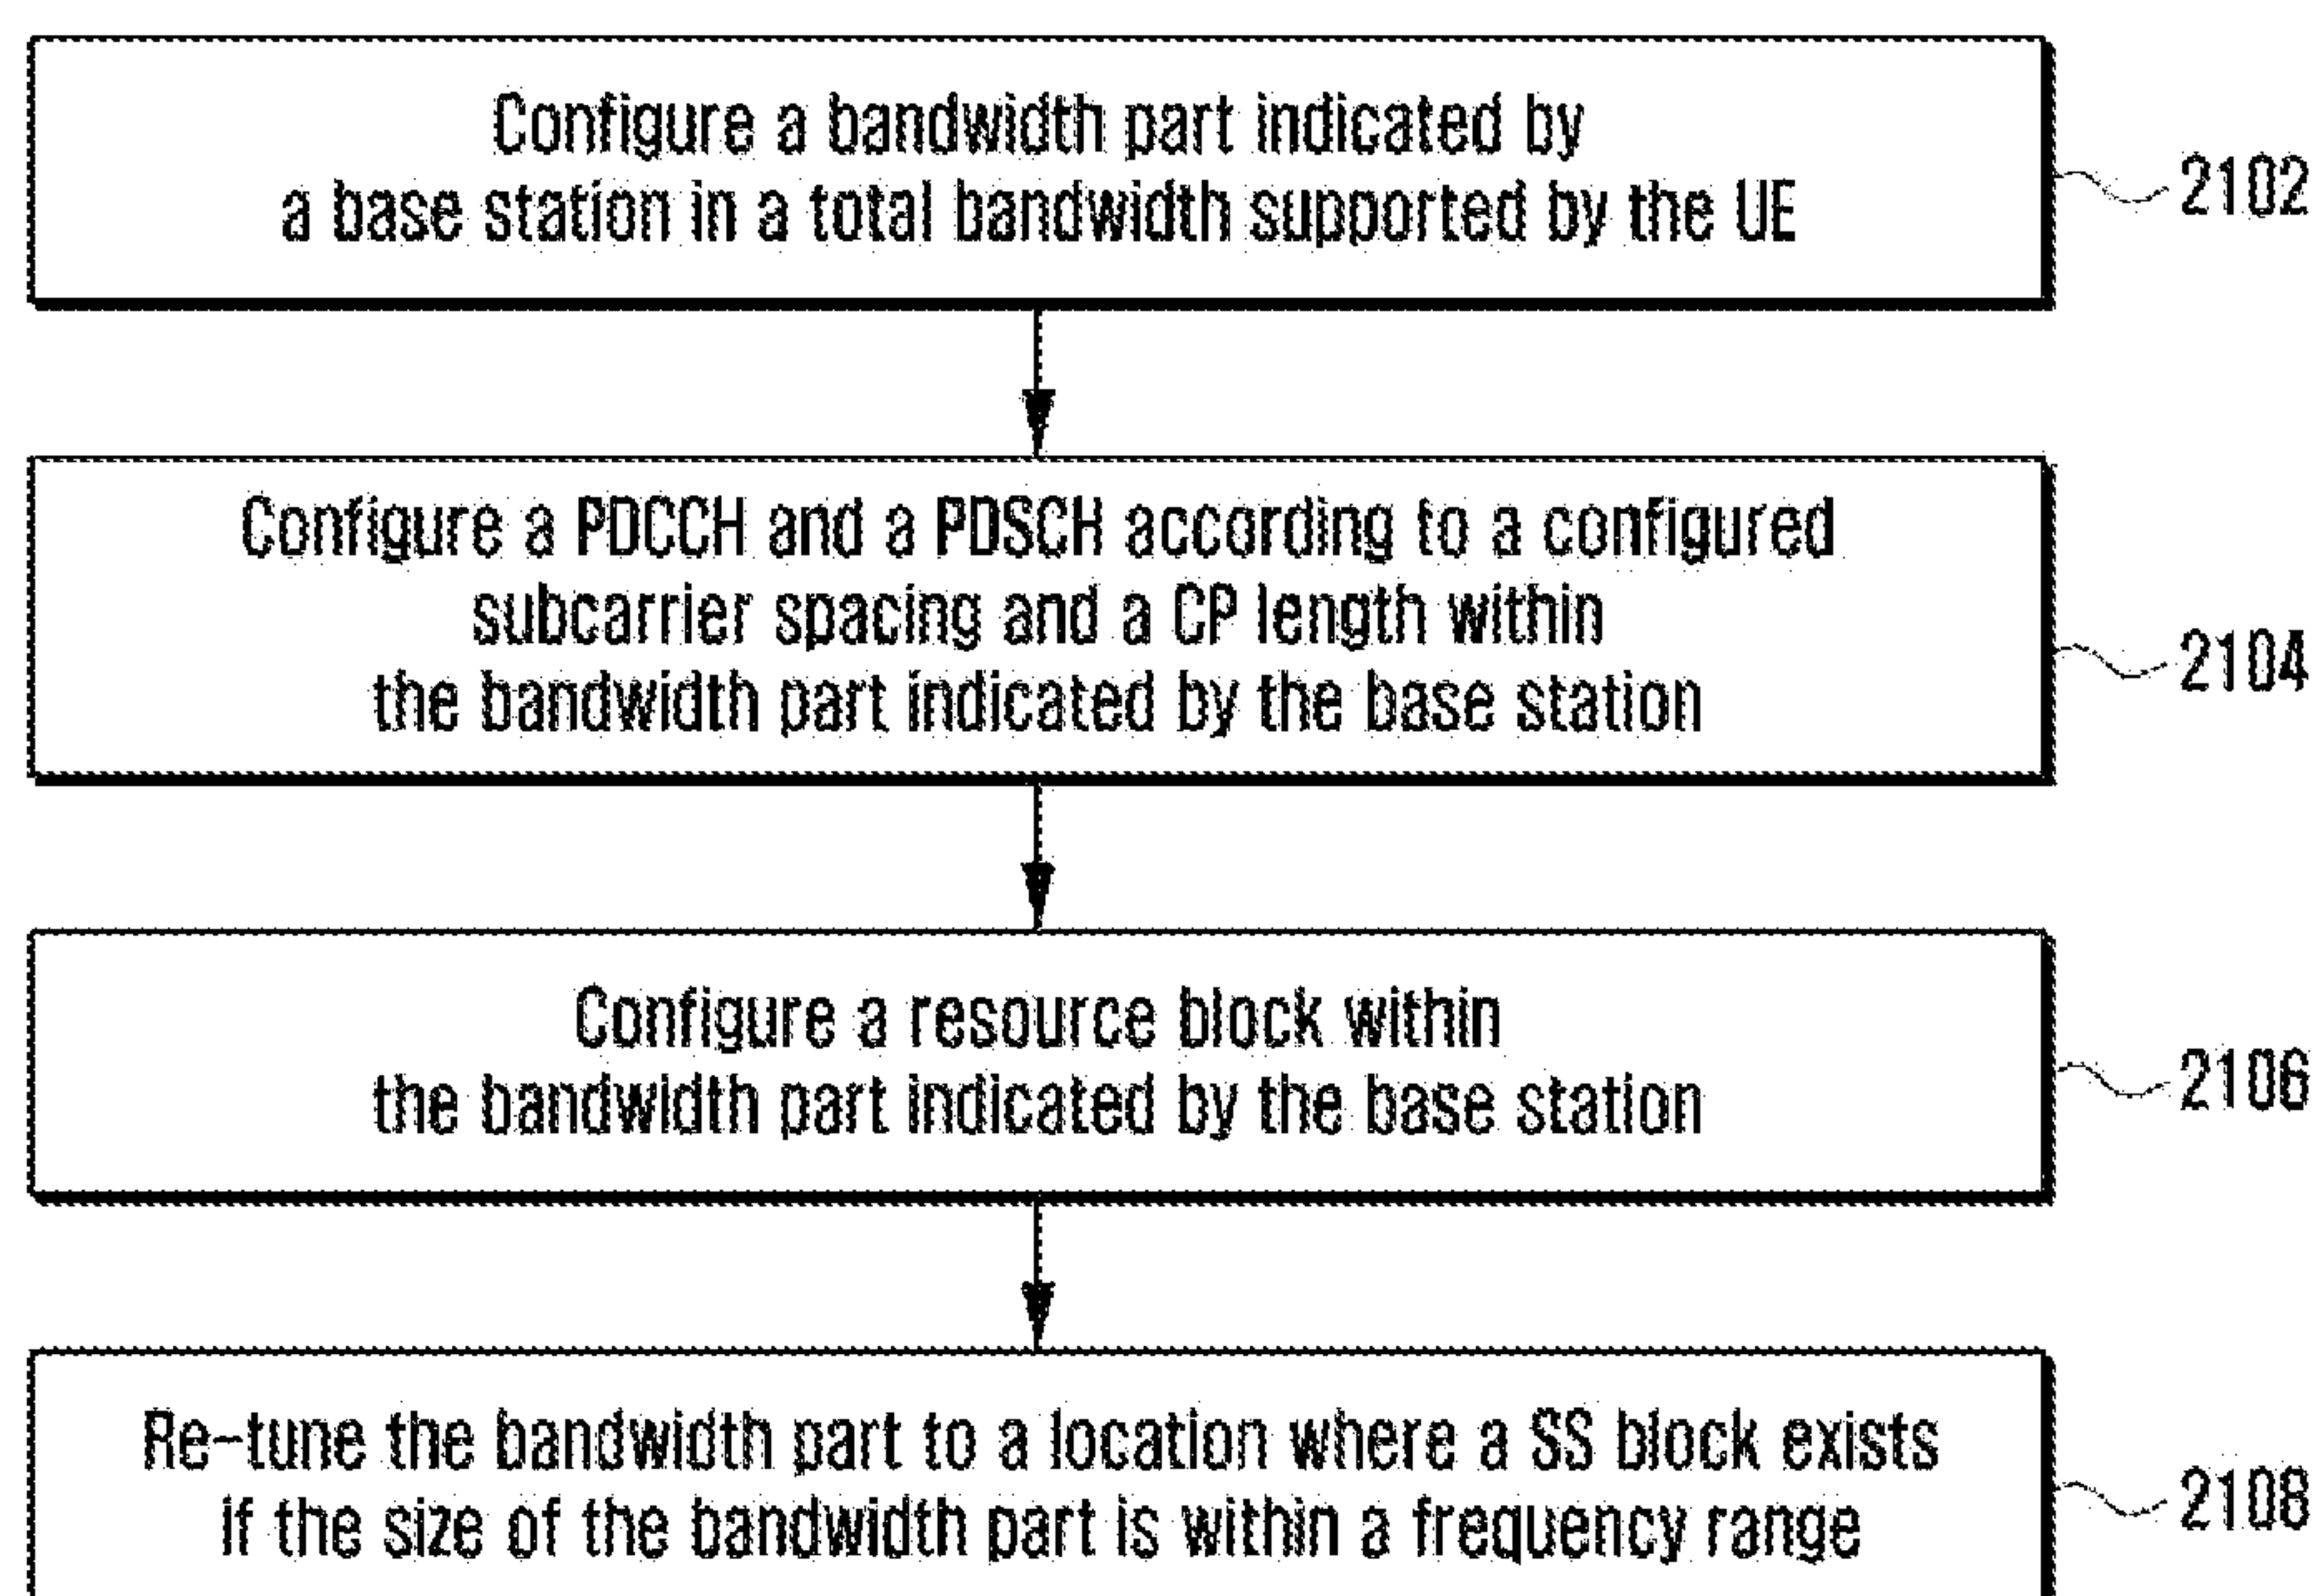 Configure a bandwidth part indicated by
a base station in a total bandwidth supported by the UE
2102
Configure a PDCCH and a PDSCH according to a configured
subcarrier spacing and a CP length within
the bandwidth part indicated by the base station
2104
Configure a resource block within
the bandwidth part indicated by the base station
2106
Re-tune the bandwidth part to a location where a SS block exists
if the size of the bandwidth part is within a frequency range
2108